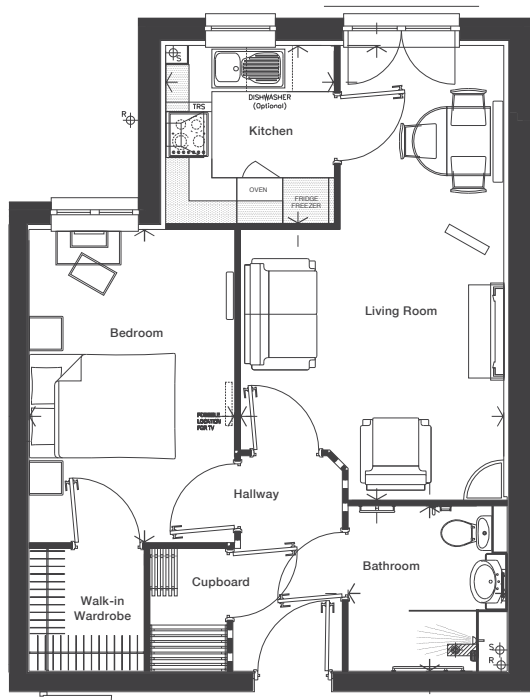 S
DISHWASHER
(Optional)
R
TRS
Kitchen
OVEN
FRIDGE
FREEZER
Living Room
Bedroom
POSSIBLE
LOCATION
FOR TV
Hallway
Bathroom
Cupboard
Walk-in
Wardrobe
S
R